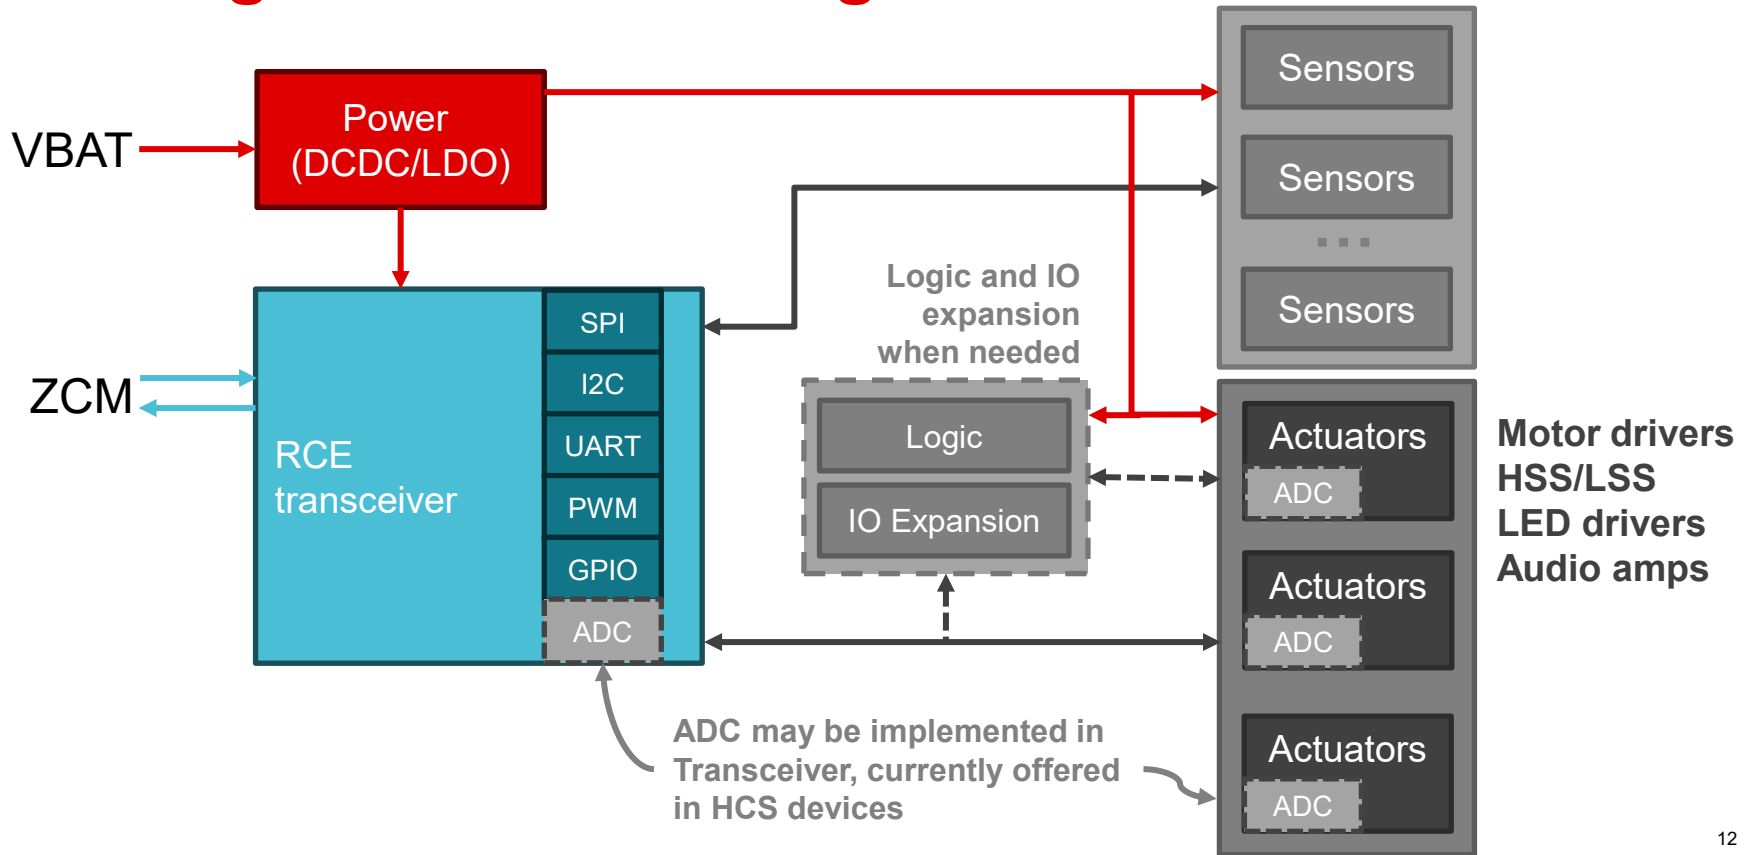 Sensors
Power
(DCDC/LDO)
VBAT
Sensors
...
Logic and IO
expansion
when needed
Sensors
SPI
I2C
UART
PWM
GPIO
ADC
ZCM
RCE
transceiver
Logic
IO Expansion
Actuators
ADC
Motor drivers
HSS/LSS
LED drivers
Audio amps
Actuators
ADC
Actuators
ADC
ADC may be implemented in
Transceiver, currently offered
in HCS devices
12